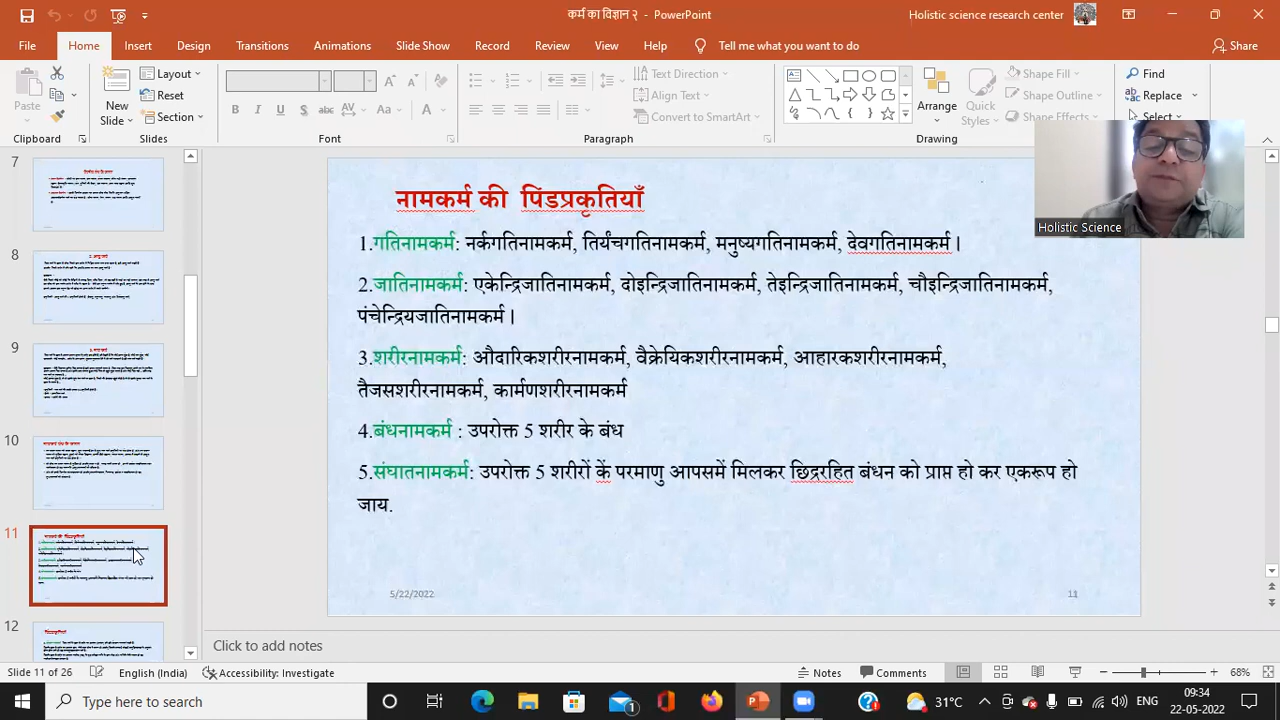 कर्म का विज्ञान २ - PowerPoint
Holistic science research center
File Home Insert Design Transitions Animations Slide Show Record Review View Help Tell me what you want to do Share
Paste
New Slide
Layout
Reset
Section
Text Direction
Align Text
Convert to SmartArt
Arrange
Quick Styles
Shape Fill
Shape Outline
Shape Effects
Find
Replace
Select
Clipboard Slides Font Paragraph Drawing
Holistic Science
7
8
9
10
11
12
नामकर्म की पिंडप्रकृतियाँ
1.गतिनामकर्म: नर्कगतिनामकर्म, तिर्यंचगतिनामकर्म, मनुष्यगतिनामकर्म, देवगतिनामकर्म ।
2.जातिनामकर्म: एकेन्द्रिजातिनामकर्म, दोइन्द्रिजातिनामकर्म, तेइन्द्रिजातिनामकर्म, चौइन्द्रिजातिनामकर्म,
पंचेन्द्रियजातिनामकर्म ।
3.शरीरनामकर्म: औदारिकशरीरनामकर्म, वैक्रेयिकशरीरनामकर्म, आहारकशरीरनामकर्म,
तैजसशरीरनामकर्म, कार्मणशरीरनामकर्म
4.बंधनामकर्म : उपरोक्त 5 शरीर के बंध
5.संघातनामकर्म: उपरोक्त 5 शरीरों कें परमाणु आपसमें मिलकर छिद्ररहित बंधन को प्राप्त हो कर एकरूप हो
जाय.
5/22/2022 11
Click to add notes
Slide 11 of 26 English (India) Accessibility: Investigate Notes Comments 68%
Type here to search 1 31°C ENG 09:34
22-05-2022